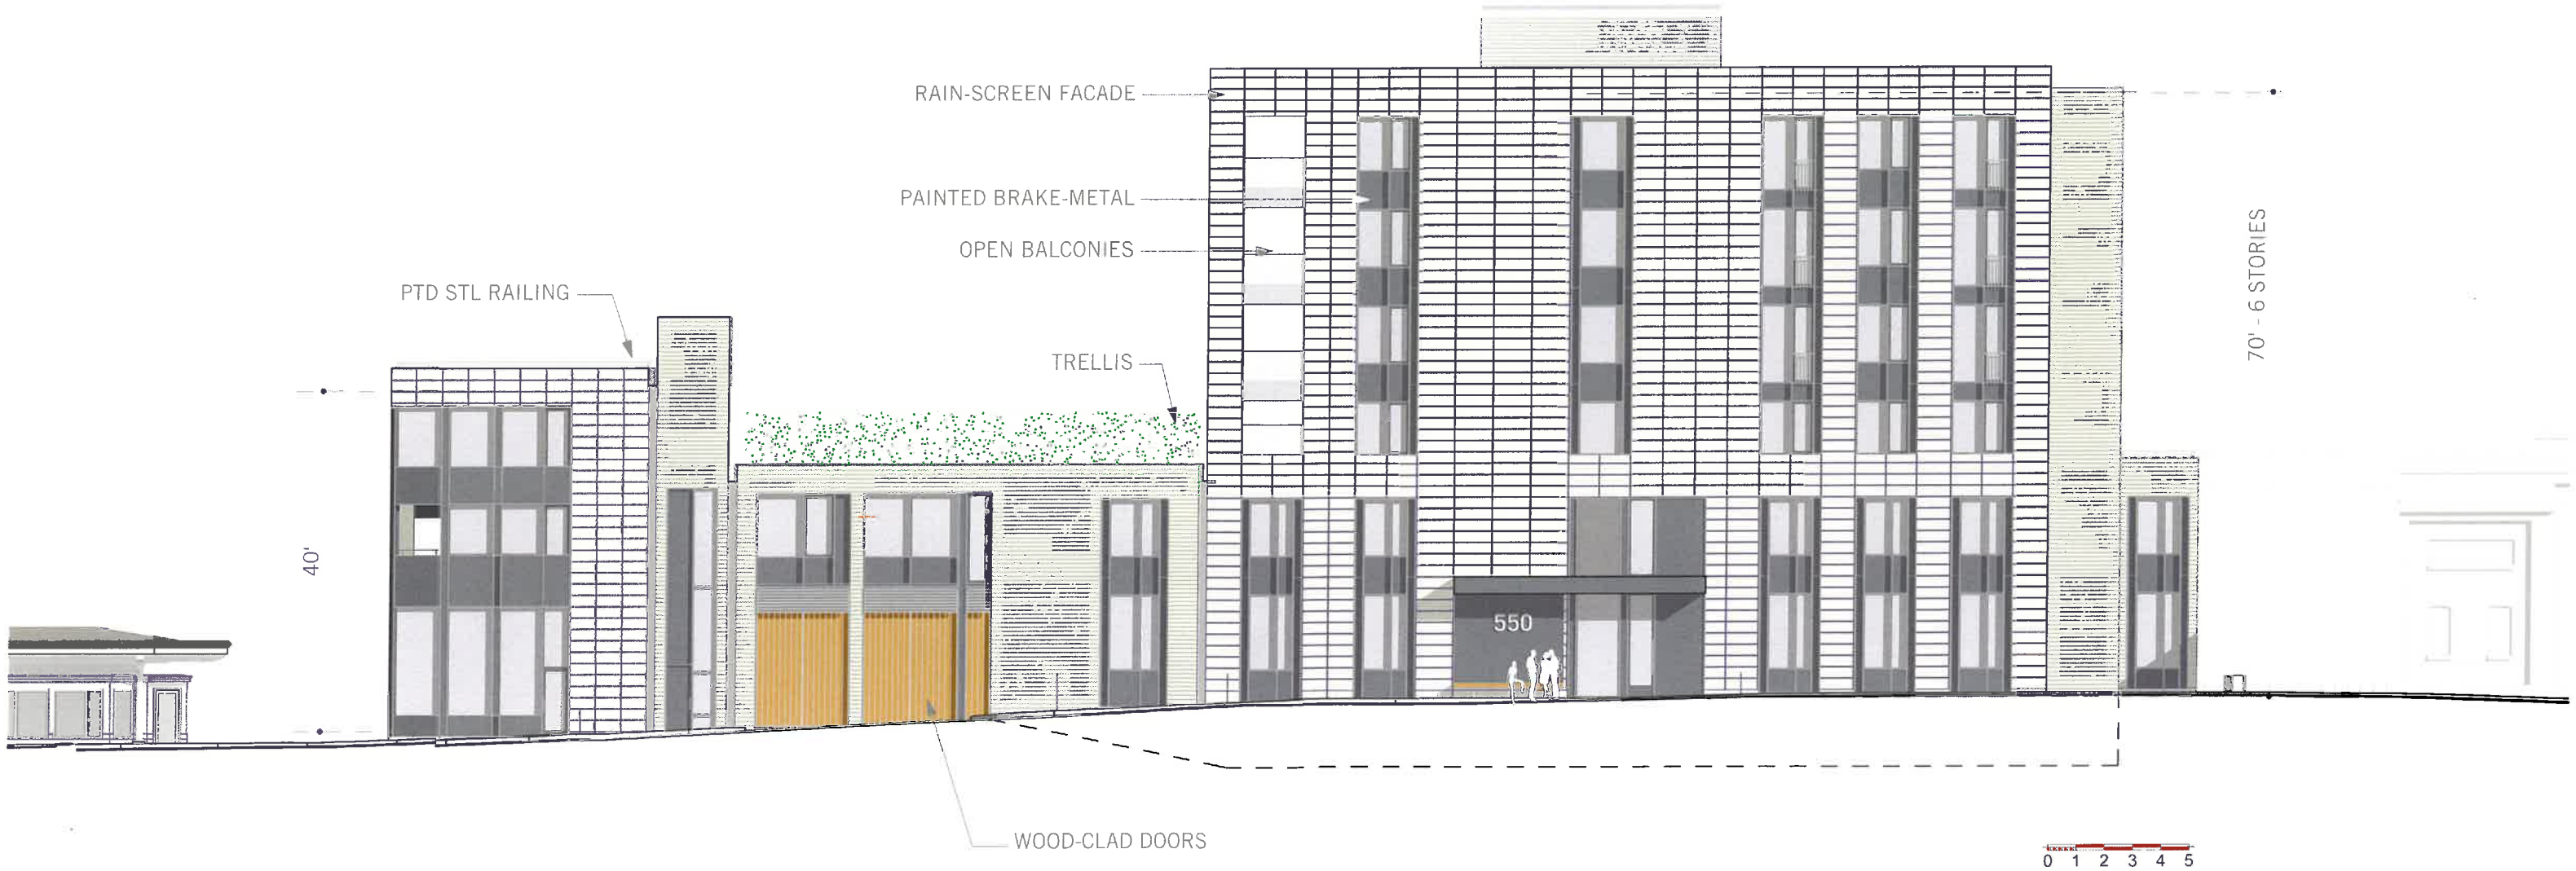 RAIN-SCREEN FACADE
PAINTED BRAKE-METAL
OPEN BALCONIES
PTD STL RAILING
TRELLIS
70' - 6 STORIES
40'
550
WOOD-CLAD DOORS
0 1 2 3 4 5